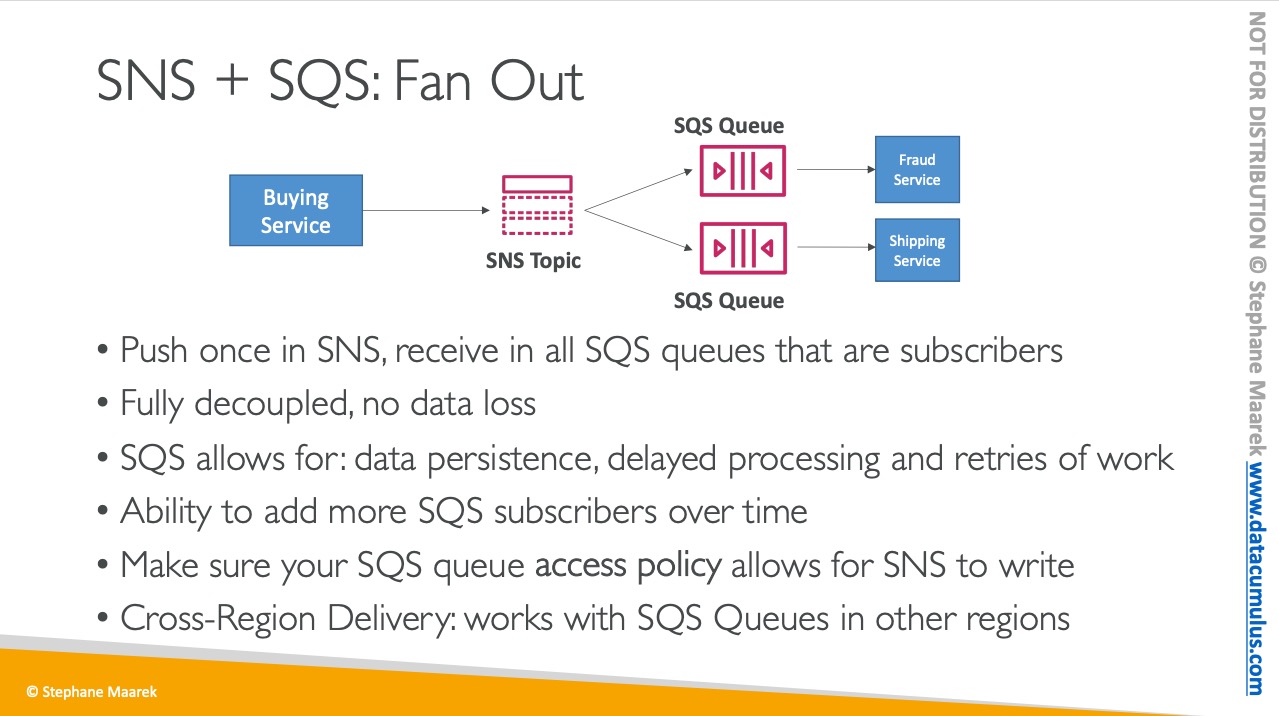 SNS + SQS: Fan Out
SQS Queue
Buying
Service
SNS Topic
Fraud
Service
Shipping
Service
SQS Queue
• Push once in SNS, receive in all SQS queues that are subscribers
• Fully decoupled, no data loss
• SQS allows for: data persistence, delayed processing and retries of work
• Ability to add more SQS subscribers over time
• Make sure your SQS queue access policy allows for SNS to write
• Cross-Region Delivery: works with SQS Queues in other regions
© Stephane Maarek
NOT FOR DISTRIBUTION © Stephane Maarek www.datacumulus.com